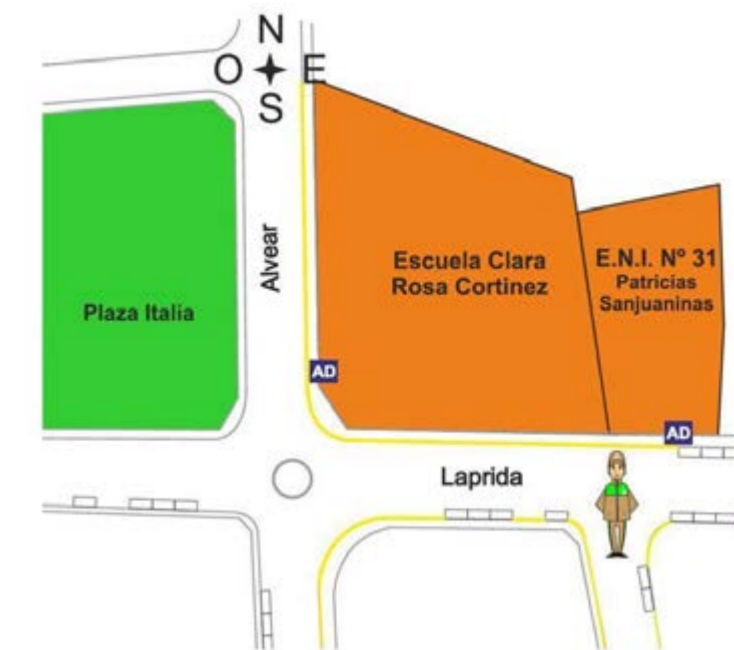 N
O E
S
Alvear
Plaza Italia
Escuela Clara
Rosa Cortinez
E.N.I. Nº 31
Patricias
Sanjuaninas
AD
AD
Laprida